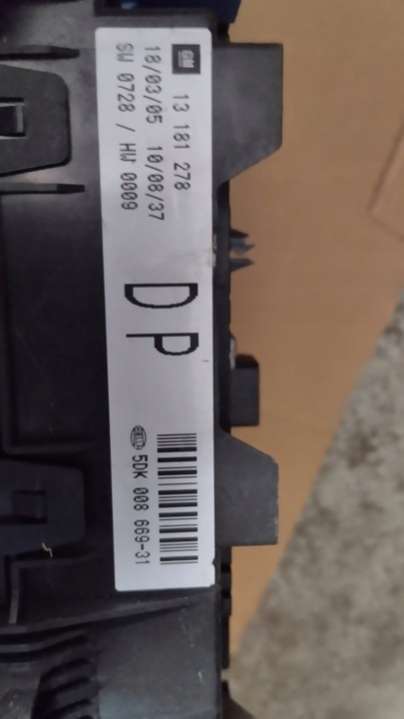 GM 13 181 278
18/03/05 10/08/37
SW 0728 / HW 0009
DP
HELLA 5DK 008 669-31